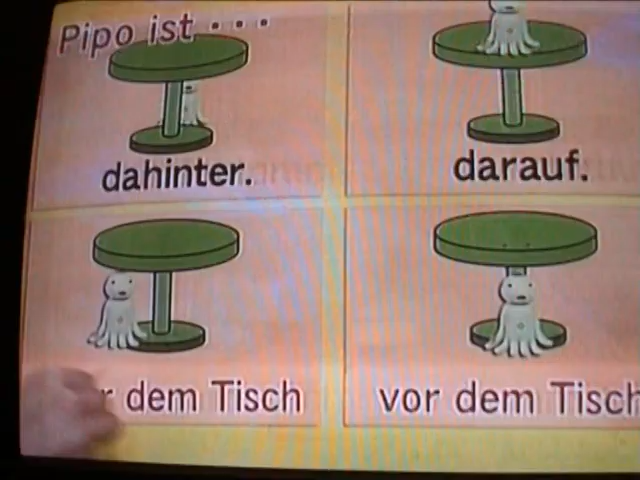 Pipo ist ...
dahinter.
darauf.
dem Tisch
vor dem Tisch